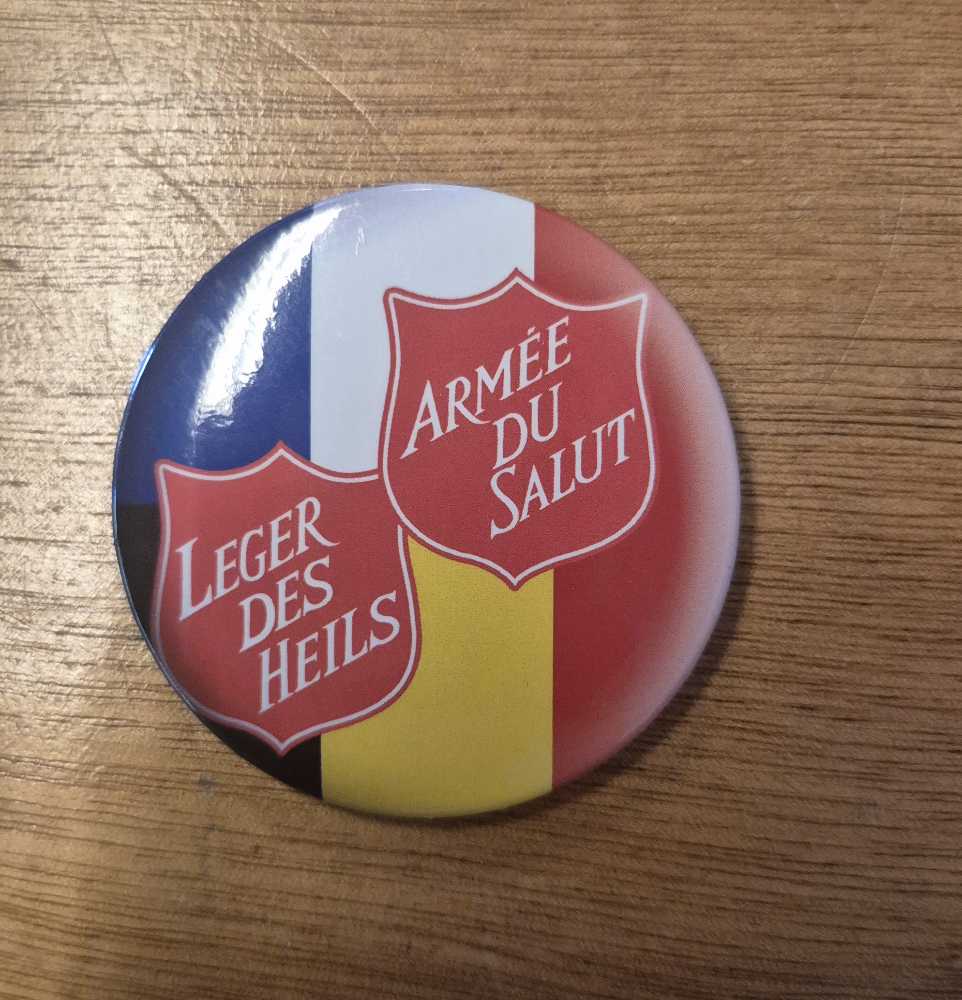 ARMÉE
DU
SALUT
LEGER
DES
HEILS